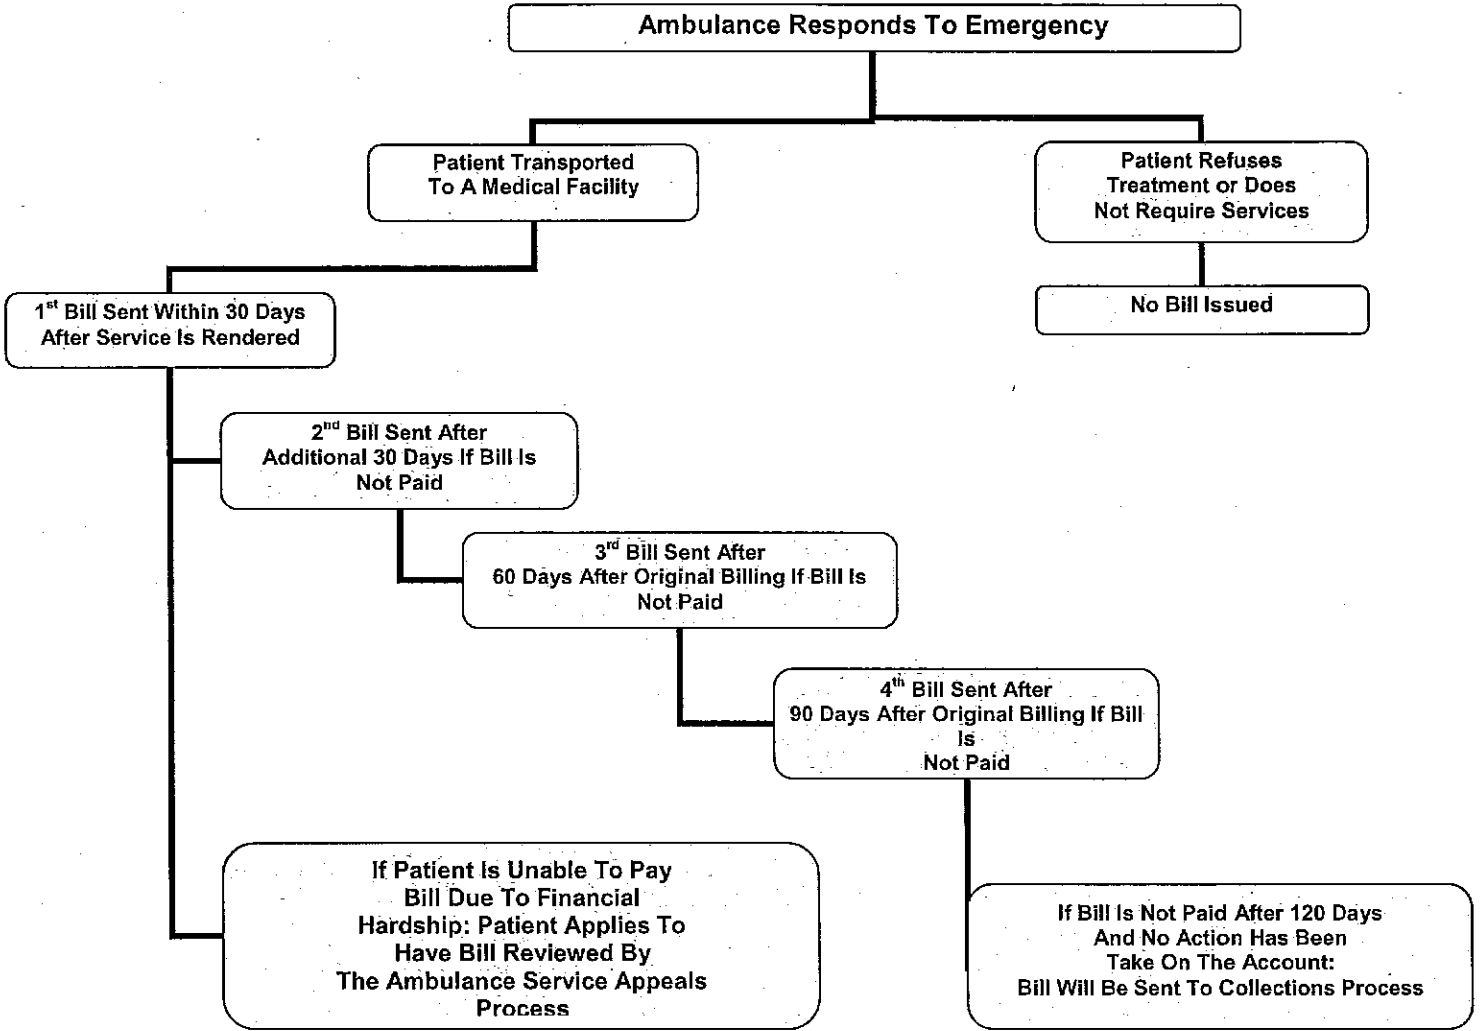 Ambulance Responds To Emergency
Patient Transported
To A Medical Facility
Patient Refuses
Treatment or Does
Not Require Services
1st Bill Sent Within 30 Days
After Service Is Rendered
No Bill Issued
2nd Bill Sent After
Additional 30 Days If Bill Is
Not Paid
3rd Bill Sent After
60 Days After Original Billing If Bill Is
Not Paid
4th Bill Sent After
90 Days After Original Billing If Bill
Is
Not Paid
If Patient Is Unable To Pay
Bill Due To Financial
Hardship: Patient Applies To
Have Bill Reviewed By
The Ambulance Service Appeals
Process
If Bill Is Not Paid After 120 Days
And No Action Has Been
Take On The Account:
Bill Will Be Sent To Collections Process